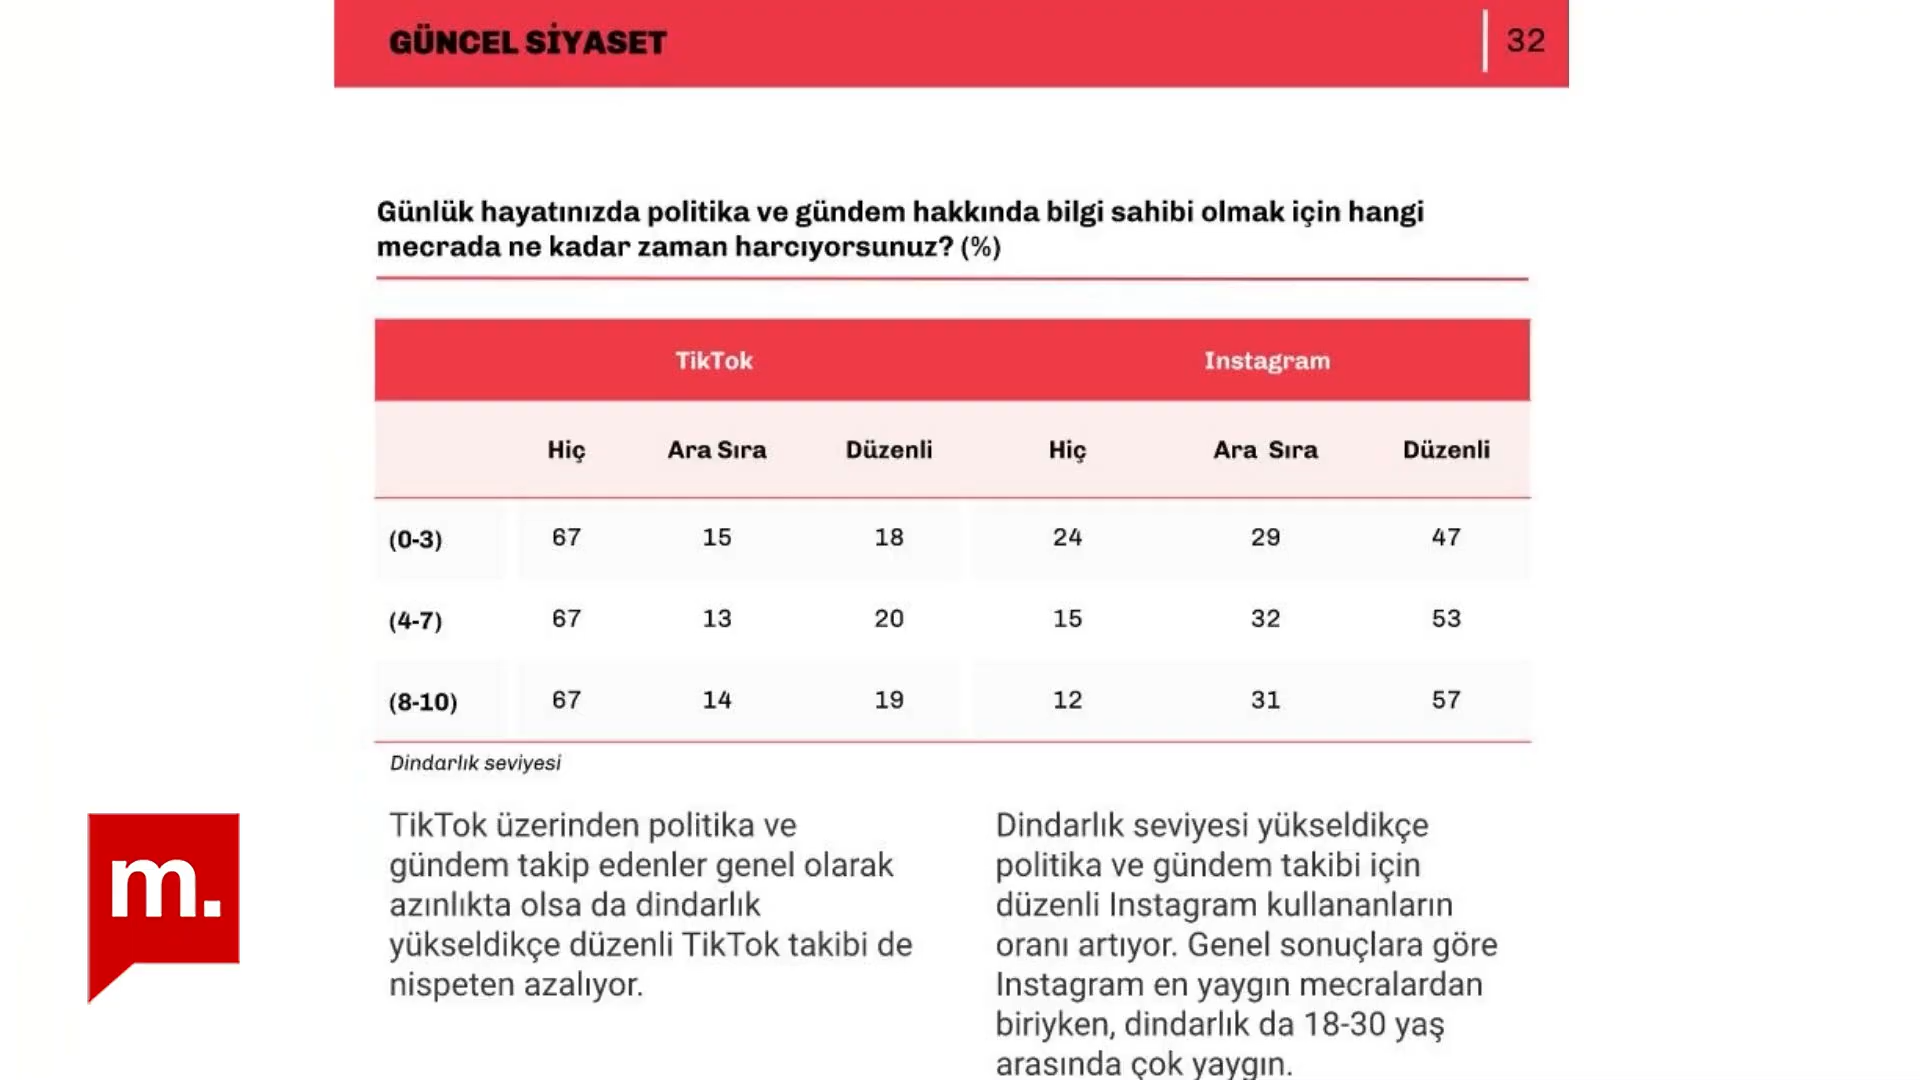 GÜNCEL SİYASET 32
Günlük hayatınızda politika ve gündem hakkında bilgi sahibi olmak için hangi
mecrada ne kadar zaman harcıyorsunuz? (%)
TikTok Instagram
Hiç Ara Sıra Düzenli Hiç Ara Sıra Düzenli
(0-3) 67 15 18 24 29 47
(4-7) 67 13 20 15 32 53
(8-10) 67 14 19 12 31 57
Dindarlık seviyesi
TikTok üzerinden politika ve
gündem takip edenler genel olarak
azınlıkta olsa da dindarlık
yükseldikçe düzenli TikTok takibi de
nispeten azalıyor.
Dindarlık seviyesi yükseldikçe
politika ve gündem takibi için
düzenli Instagram kullananların
oranı artıyor. Genel sonuçlara göre
Instagram en yaygın mecralardan
biriyken, dindarlık da 18-30 yaş
arasında çok yaygın.
m.